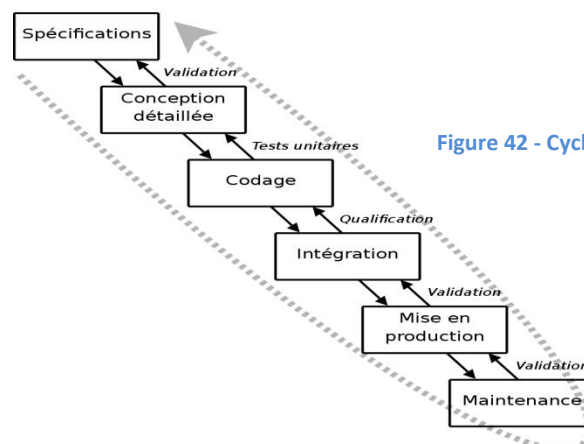 Spécifications
Validation
Conception
détaillée
Tests unitaires
Figure 42 - Cycl
Codage
Qualification
Intégration
Validation
Mise en
production
Validation
Maintenance